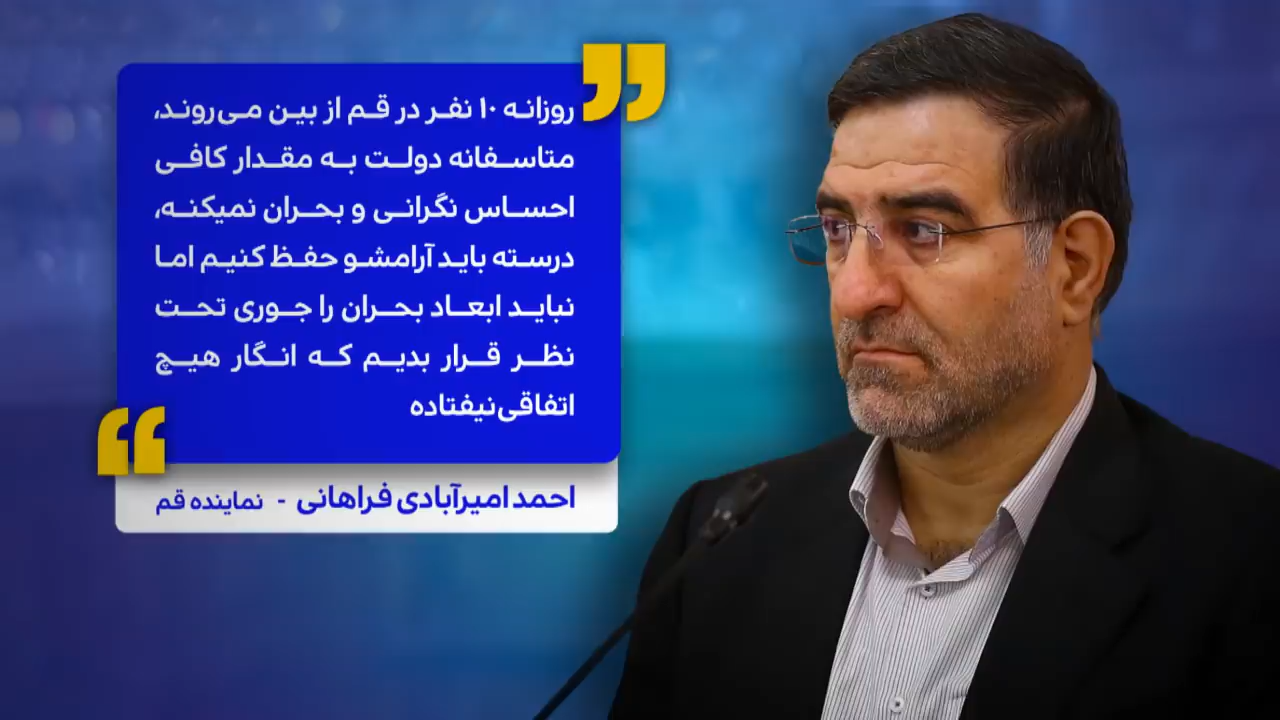 روزانه ۱۰ نفر در قم از بین می‌روند،
متاسفانه دولت به مقدار کافی
احساس نگرانی و بحران نمیکنه،
درسته باید آرامشو حفظ کنیم اما
نباید ابعاد بحران را جوری تحت
نظر قرار بدیم که انگار هیچ
اتفاقی نیفتاده
احمد امیرآبادی فراهانی - نماینده قم